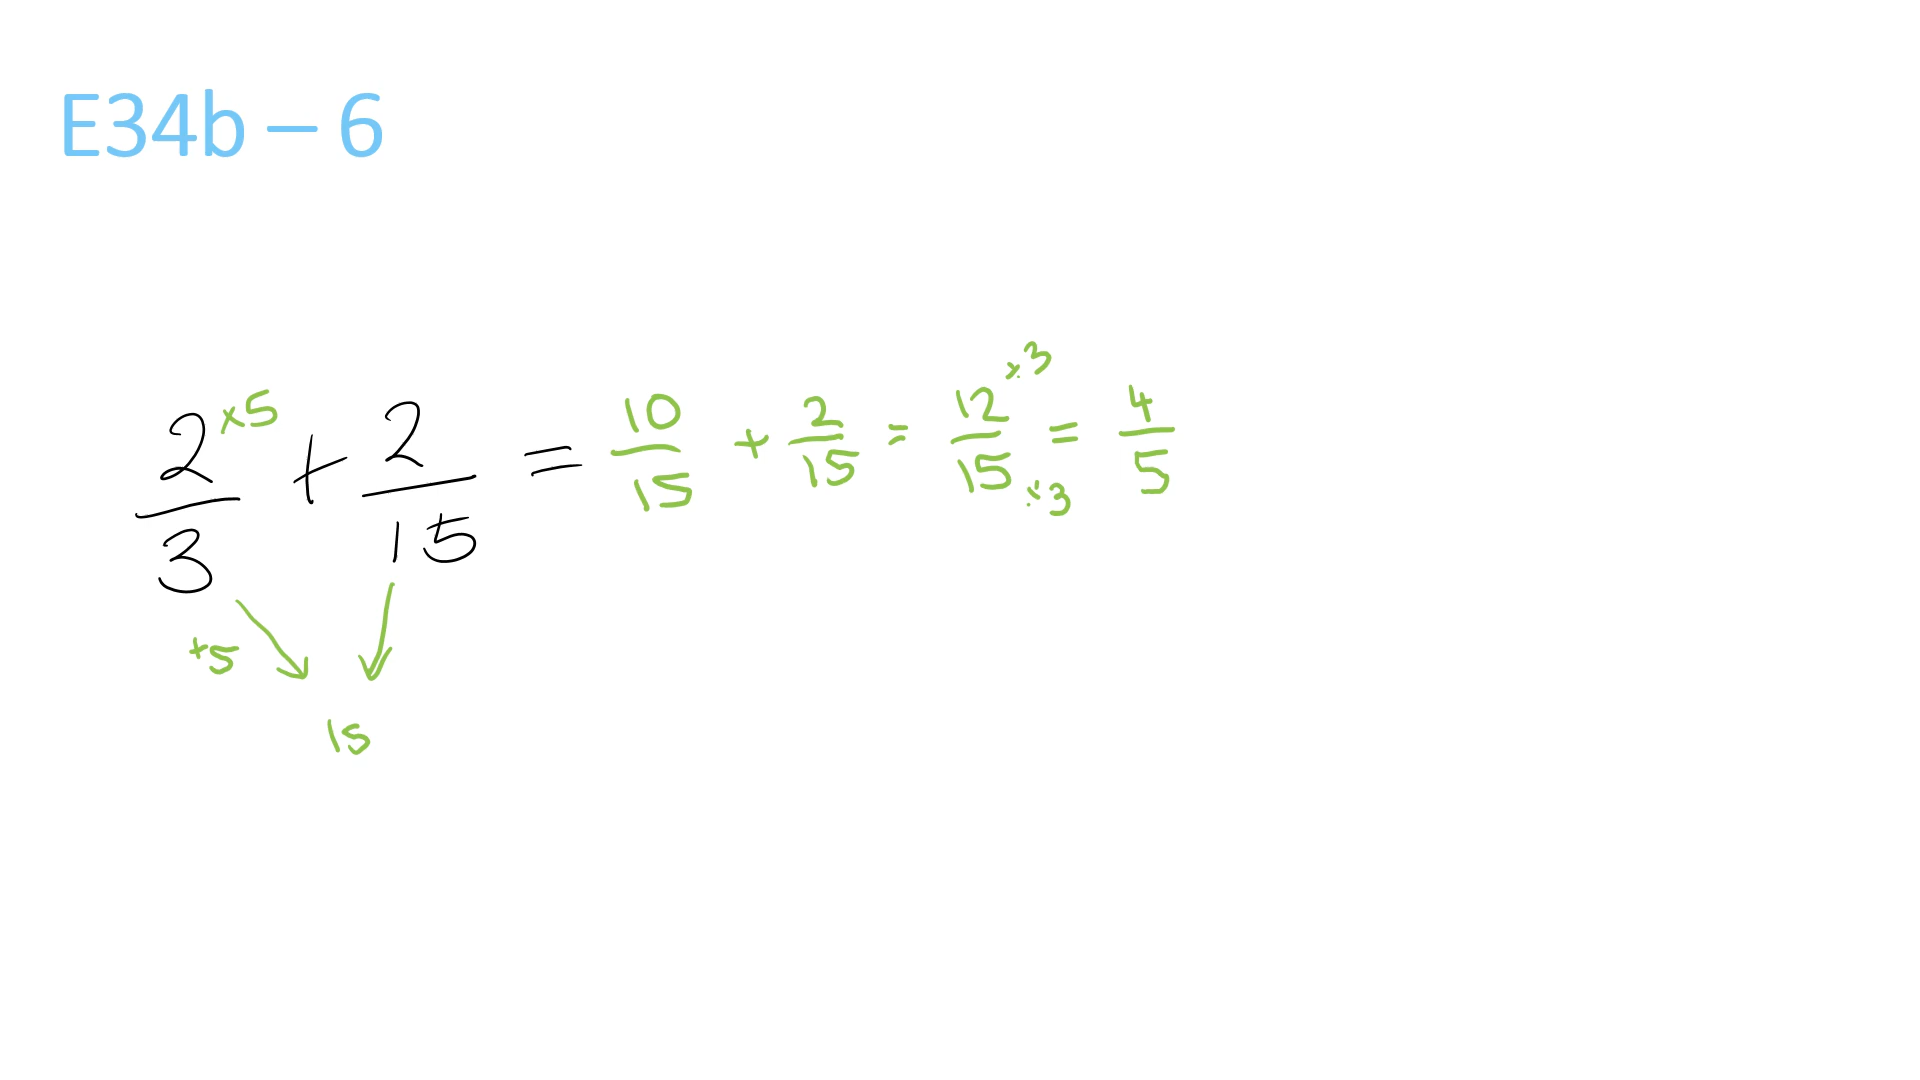 E34b – 6
2/3 ×5 + 2/15 = 10/15 + 2/15 = 12/15 ÷3 ÷3 = 4/5
×5
15